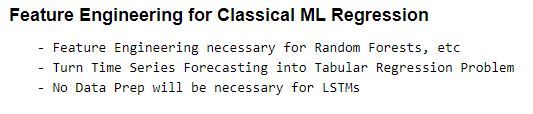 Feature Engineering for Classical ML Regression
- Feature Engineering necessary for Random Forests, etc
- Turn Time Series Forecasting into Tabular Regression Problem
- No Data Prep will be necessary for LSTMs